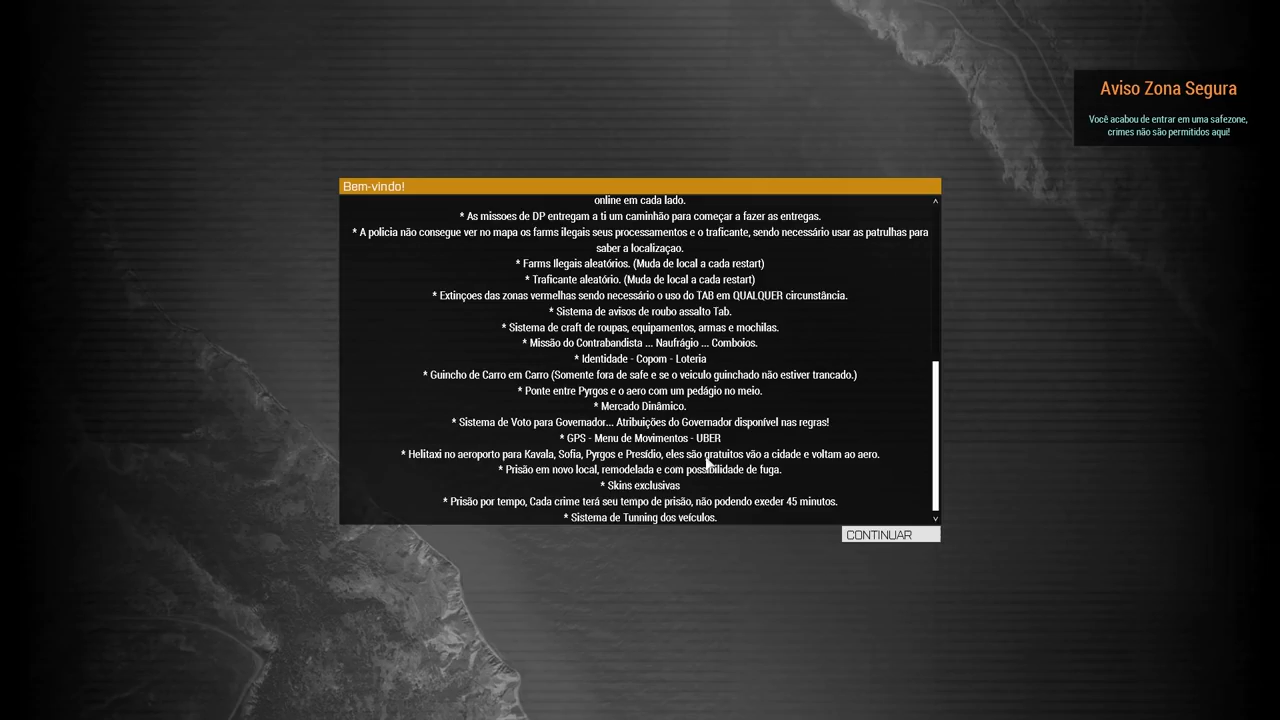 Aviso Zona Segura
Você acabou de entrar em uma safezone,
crimes não são permitidos aqui!
Bem-vindo!
online em cada lado.
* As missoes de DP entregam a ti um caminhão para começar a fazer as entregas.
* A policia não consegue ver no mapa os farms ilegais seus processamentos e o traficante, sendo necessário usar as patrulhas para
saber a localizaçao.
* Farms Ilegais aleatórios. (Muda de local a cada restart)
* Traficante aleatório. (Muda de local a cada restart)
* Extinçoes das zonas vermelhas sendo necessário o uso do TAB em QUALQUER circunstância.
* Sistema de avisos de roubo assalto Tab.
* Sistema de craft de roupas, equipamentos, armas e mochilas.
* Missão do Contrabandista ... Naufrágio ... Comboios.
* Identidade - Copom - Loteria
* Guincho de Carro em Carro (Somente fora de safe e se o veiculo guinchado não estiver trancado.)
* Ponte entre Pyrgos e o aero com um pedágio no meio.
* Mercado Dinâmico.
* Sistema de Voto para Governador... Atribuições do Governador disponível nas regras!
* GPS - Menu de Movimentos - UBER
* Helitaxi no aeroporto para Kavala, Sofia, Pyrgos e Presídio, eles são gratuitos vão a cidade e voltam ao aero.
* Prisão em novo local, remodelada e com possibilidade de fuga.
* Skins exclusivas
* Prisão por tempo, Cada crime terá seu tempo de prisão, não podendo exeder 45 minutos.
* Sistema de Tunning dos veículos.
CONTINUAR